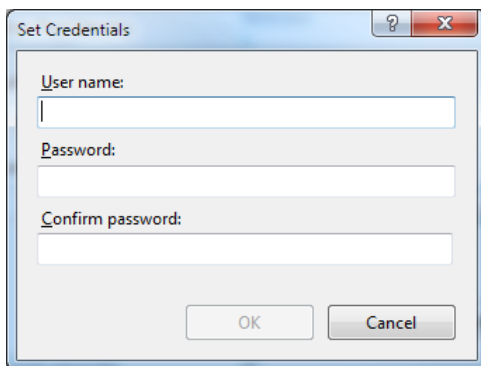 Set Credentials
User name:
Password:
Confirm password:
OK
Cancel